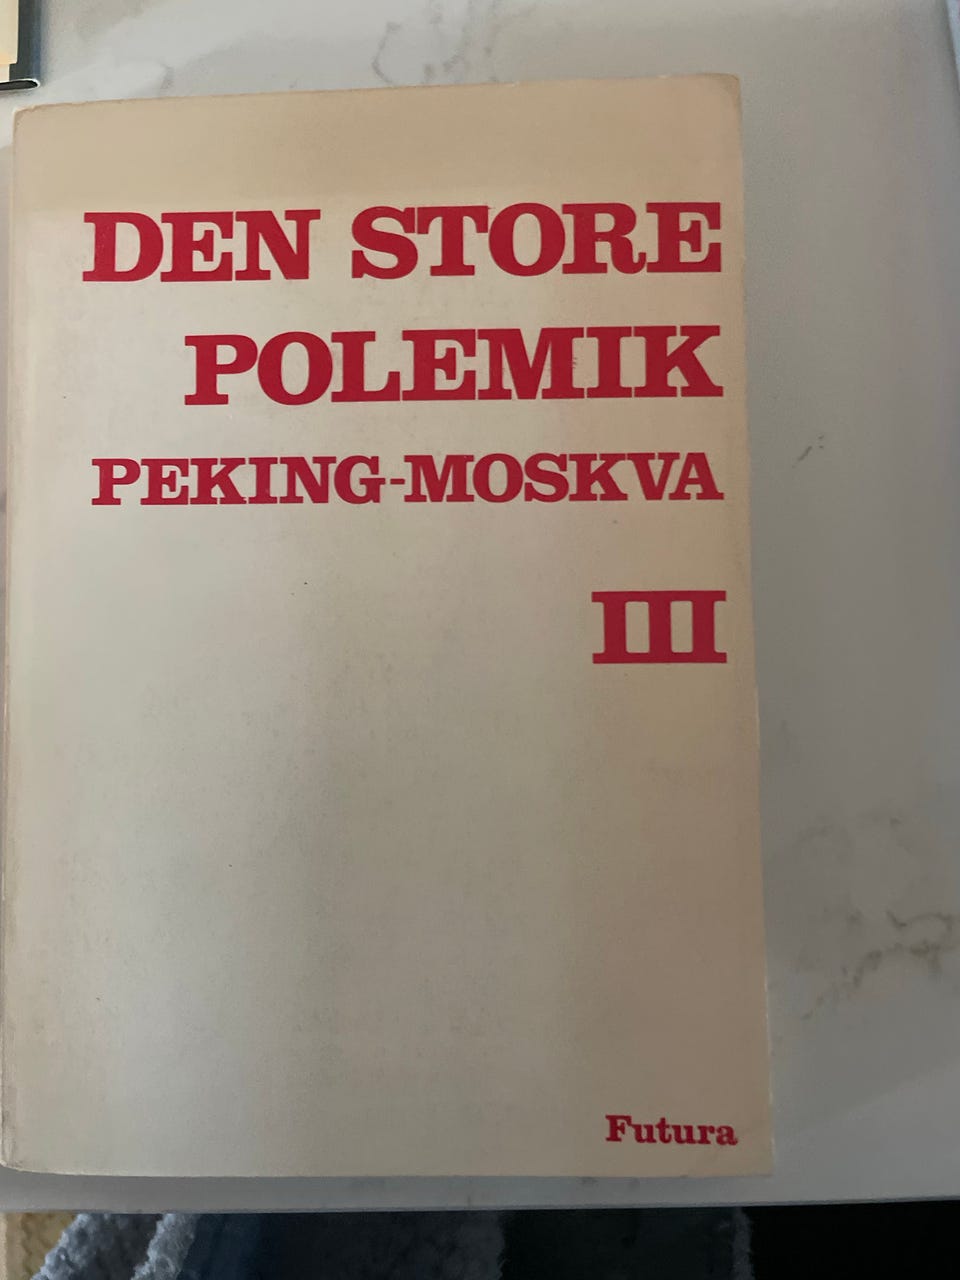 DEN STORE
POLEMIK
PEKING-MOSKVA
III
Futura